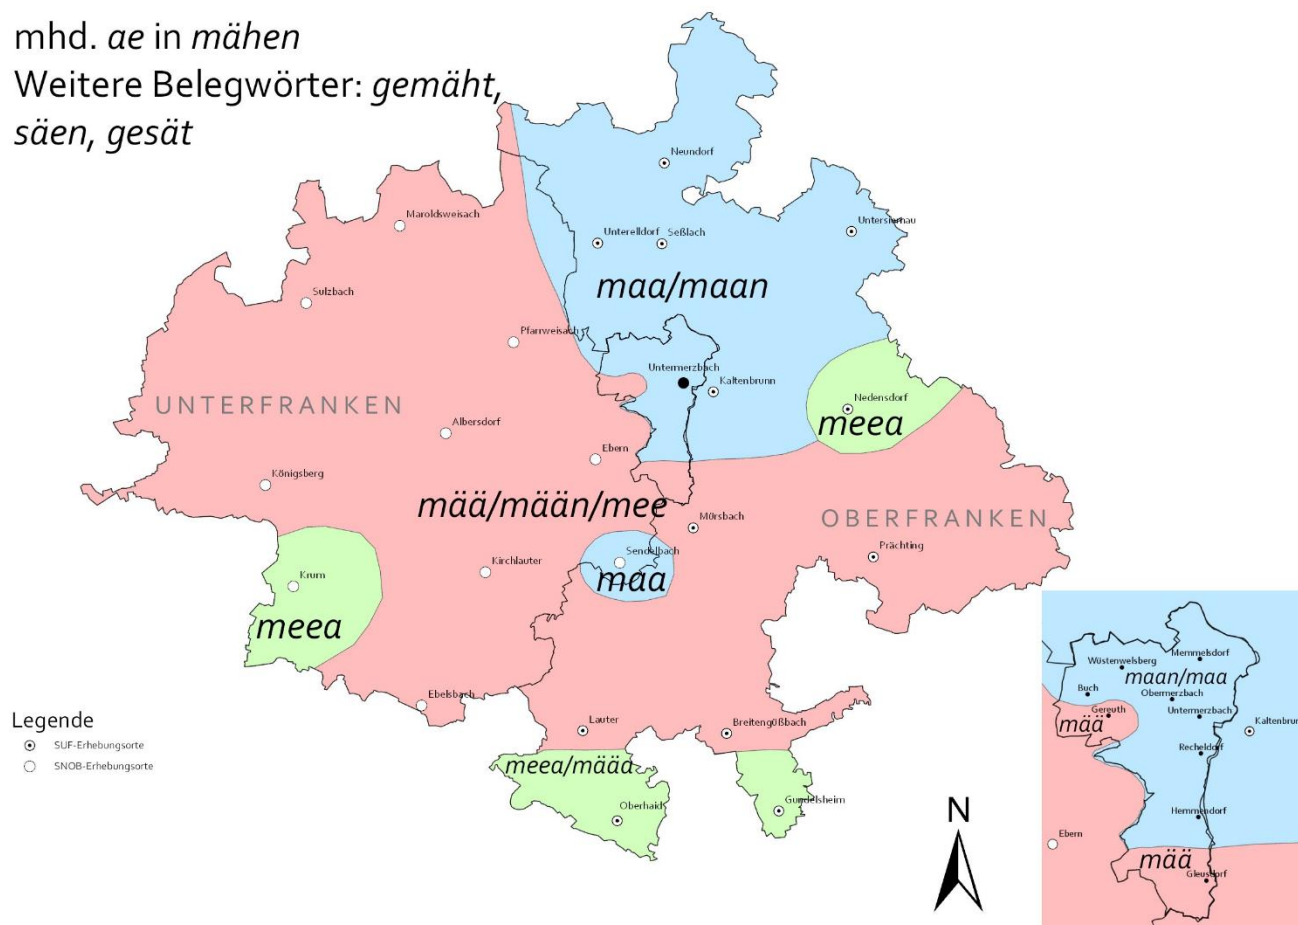 mhd. ae in mähen
Weitere Belegwörter: gemäht,
säen, gesät
Neundorf
Maroldsweisach
Untersiemau
Unterelldorf
Seßlach
maa/maan
Sulzbach
Pfarrweisach
Untermerzbach
Kaltenbrunn
UNTERFRANKEN
Nedensdorf
meea
Albersdorf
Ebern
Königsberg
mää/mään/mee
OBERFRANKEN
Mürsbach
Prächting
Sendelbach
maa
Kirchlauter
Krum
meea
Ebelsbach
Lauter
Breitengüßbach
meea/määa
Oberhaid
Gundelsheim
Legende
SUF-Erhebungsorte
SNOB-Erhebungsorte
N
Memmelsdorf
Wüstenwelsberg
maan/maa
Buch
Obermerzbach
Gereuth
Untermerzbach
mää
Kaltenbrun
Recheldorf
Hemmendorf
Ebern
mää
Gleusdorf